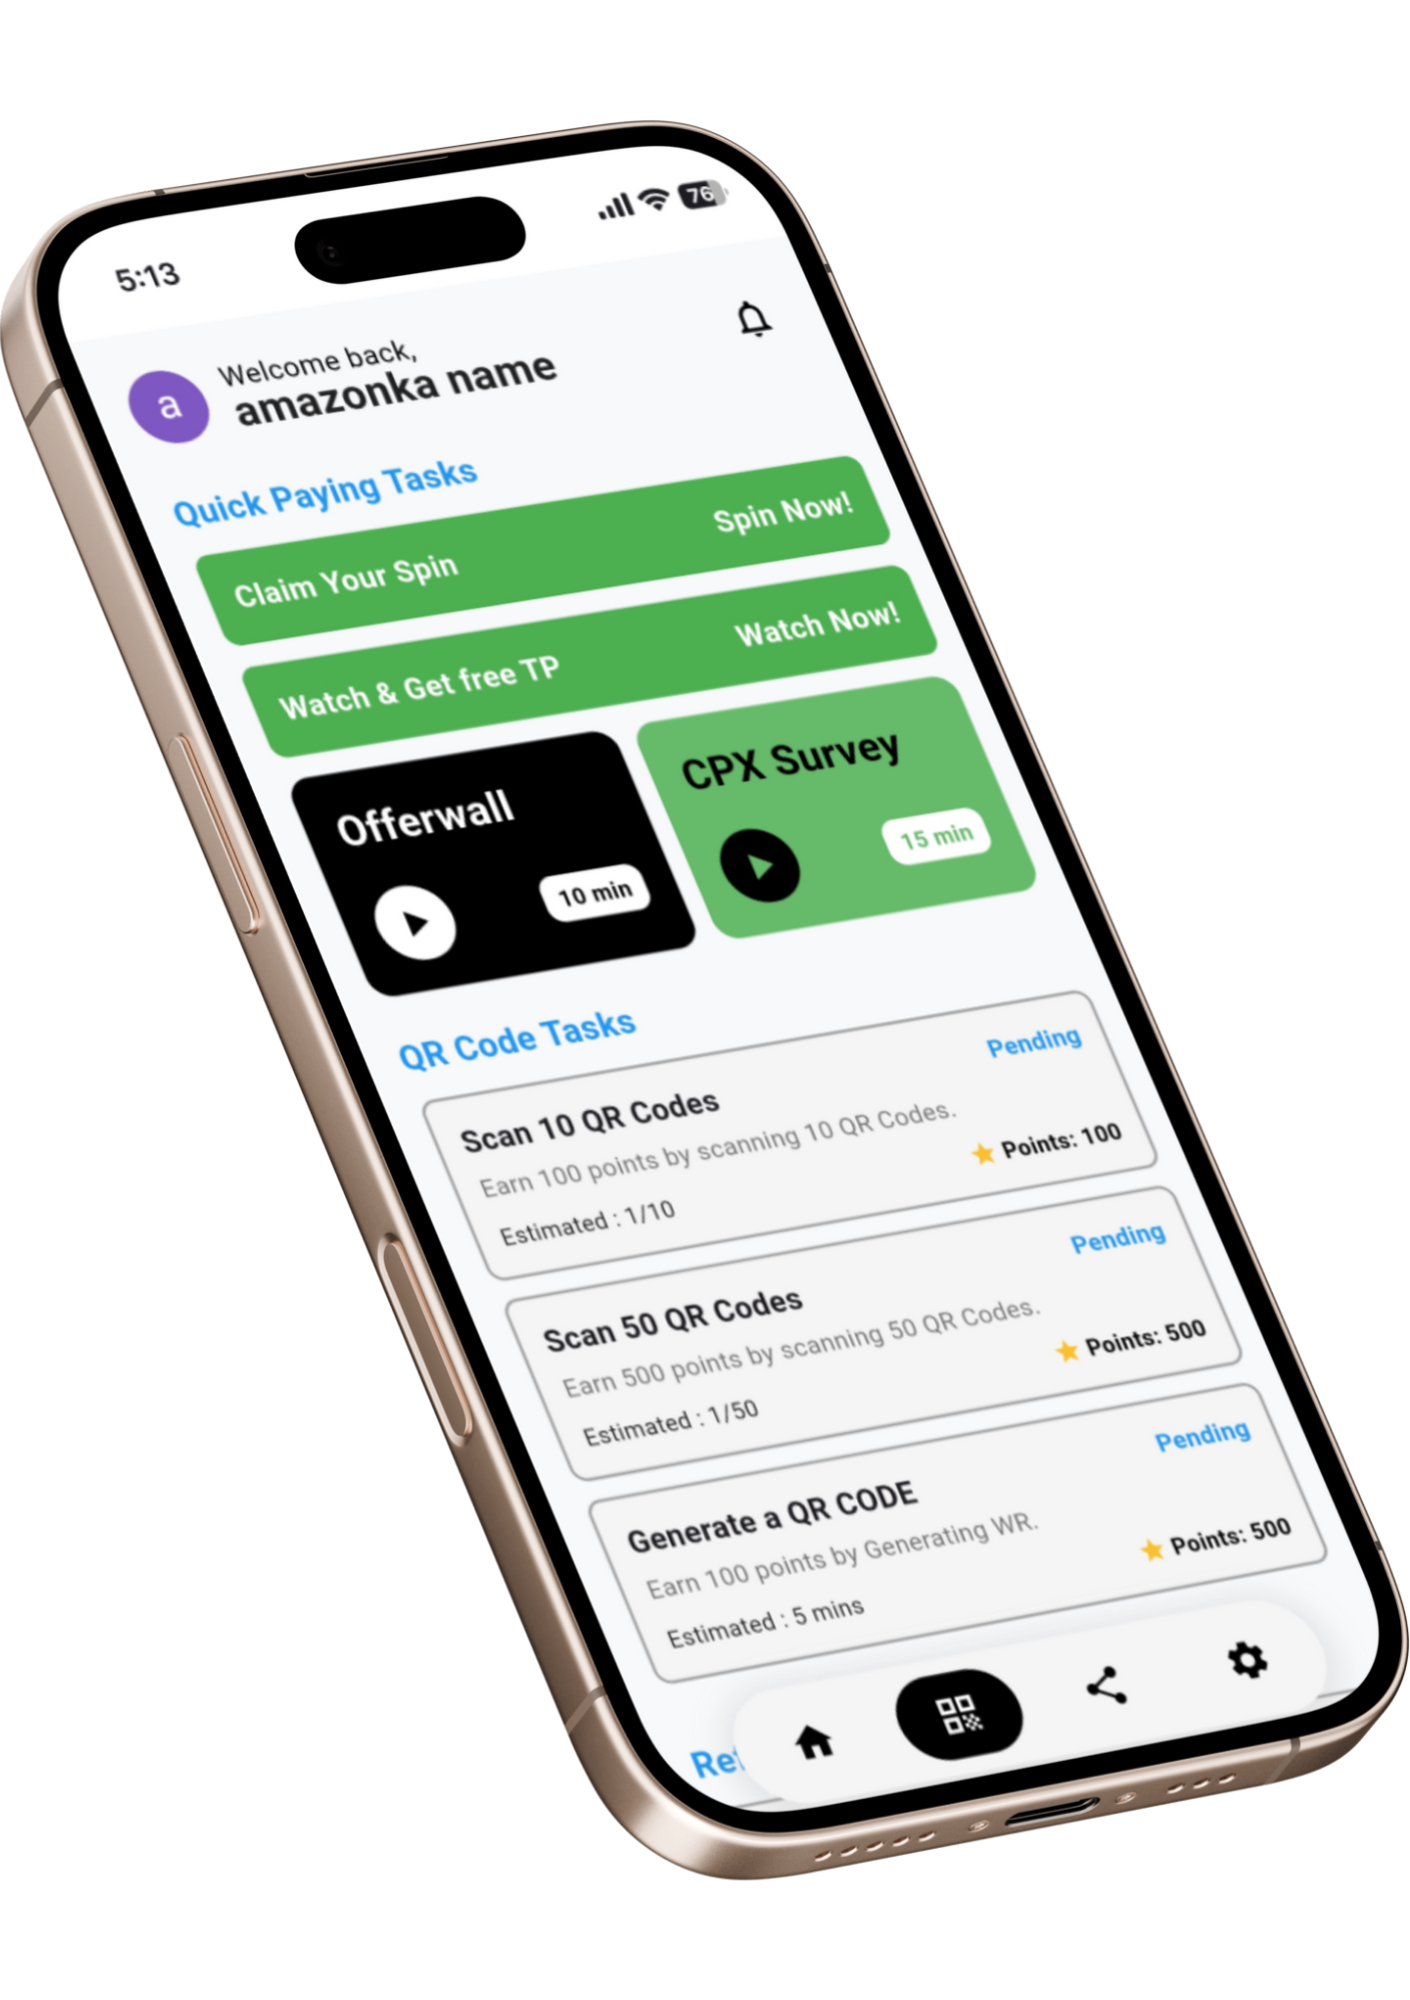 5:13
76
a
Welcome back,
amazonka name
Quick Paying Tasks
Claim Your Spin
Spin Now!
Watch & Get free TP
Watch Now!
Offerwall
10 min
CPX Survey
15 min
QR Code Tasks
Scan 10 QR Codes
Pending
Earn 100 points by scanning 10 QR Codes.
Estimated : 1/10
Points: 100
Scan 50 QR Codes
Pending
Earn 500 points by scanning 50 QR Codes.
Estimated : 1/50
Points: 500
Generate a QR CODE
Pending
Earn 100 points by Generating WR.
Estimated : 5 mins
Points: 500